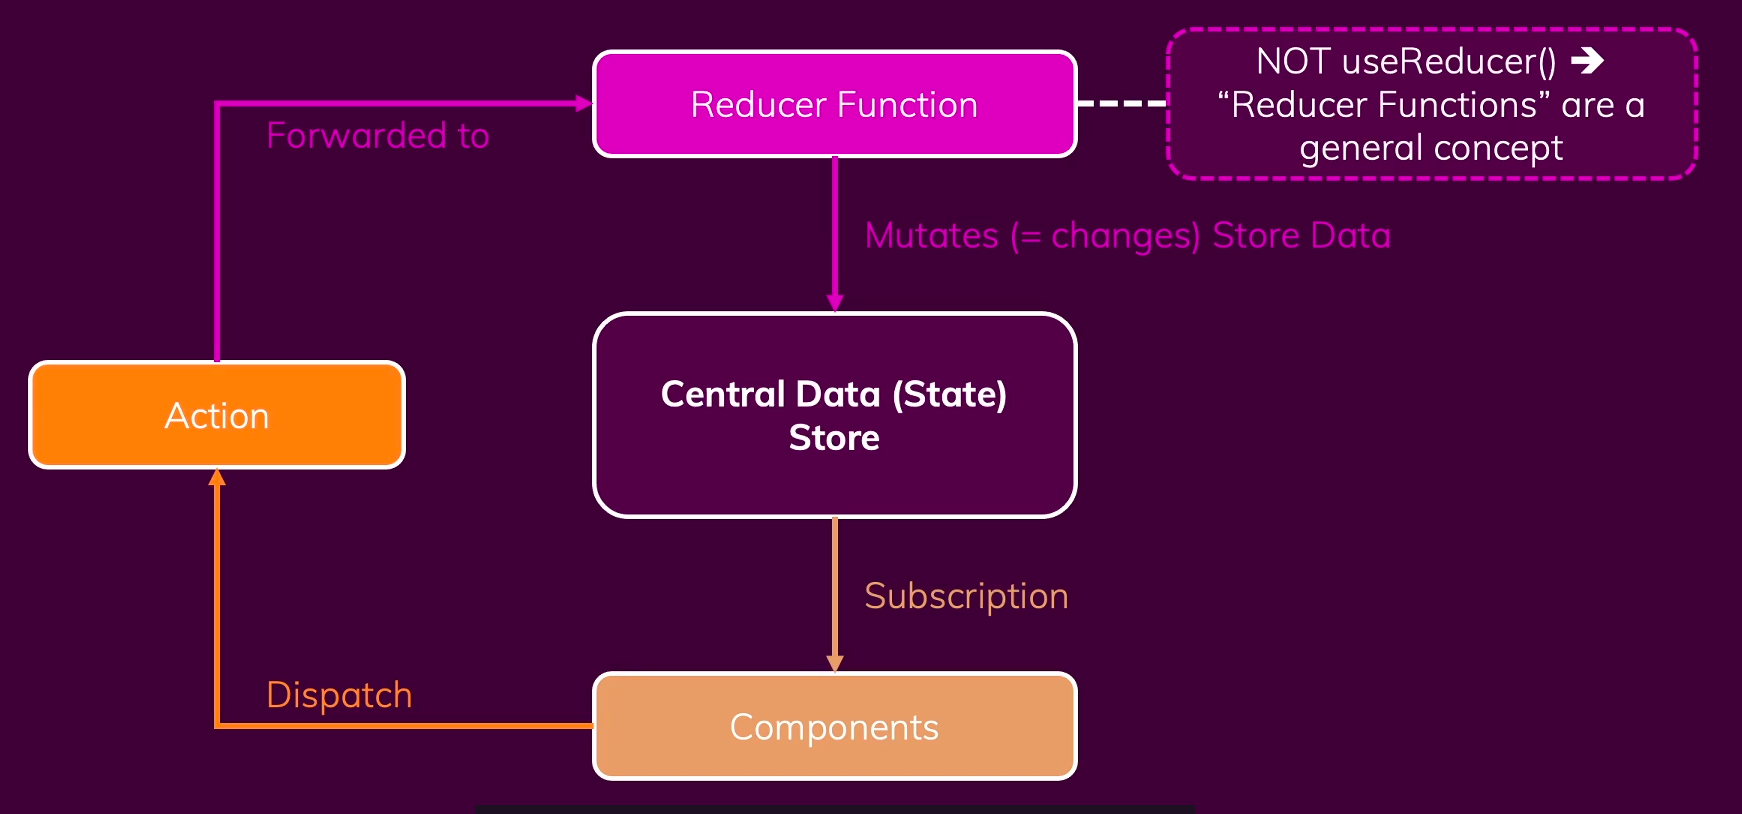 Reducer Function
NOT useReducer() 🡺
“Reducer Functions” are a
general concept
Forwarded to
Mutates (= changes) Store Data
Action
Central Data (State)
Store
Subscription
Dispatch
Components